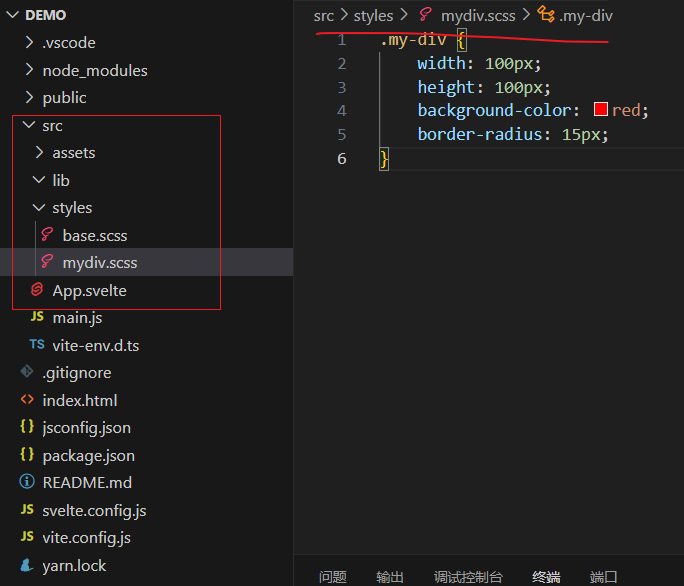 DEMO
.vscode
node_modules
public
src
assets
lib
styles
base.scss
mydiv.scss
App.svelte
JS main.js
TS vite-env.d.ts
.gitignore
<> index.html
{} jsconfig.json
{} package.json
README.md
JS svelte.config.js
JS vite.config.js
yarn.lock
src > styles > mydiv.scss > .my-div
1 .my-div {
2 width: 100px;
3 height: 100px;
4 background-color: red;
5 border-radius: 15px;
6 }
问题 输出 调试控制台 终端 端口